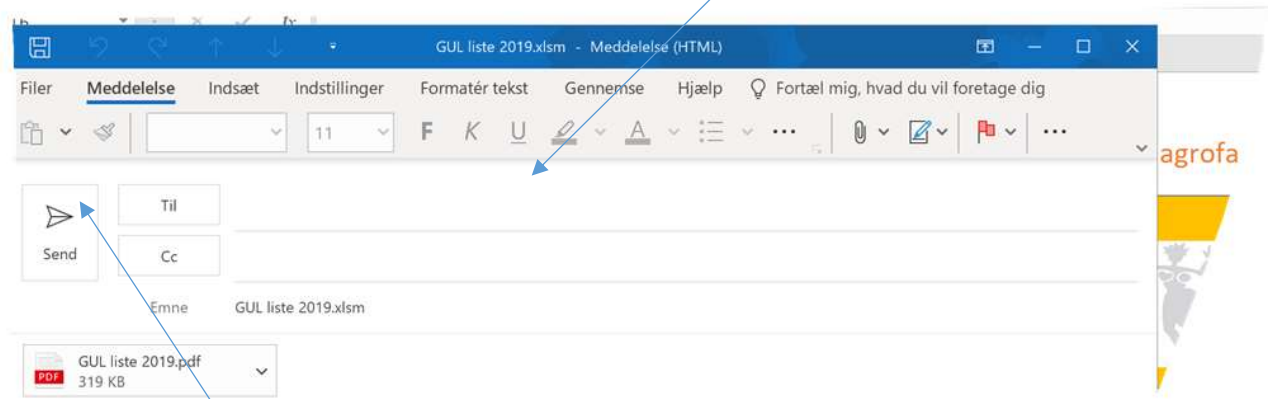 GUL liste 2019.xlsm - Meddelelse (HTML)
Filer Meddelelse Indsæt Indstillinger Formatér tekst Gennemse Hjælp Fortæl mig, hvad du vil foretage dig
11 F K U A
agrofa
Til
Send
Cc
Emne GUL liste 2019.xlsm
GUL liste 2019.pdf
PDF
319 KB